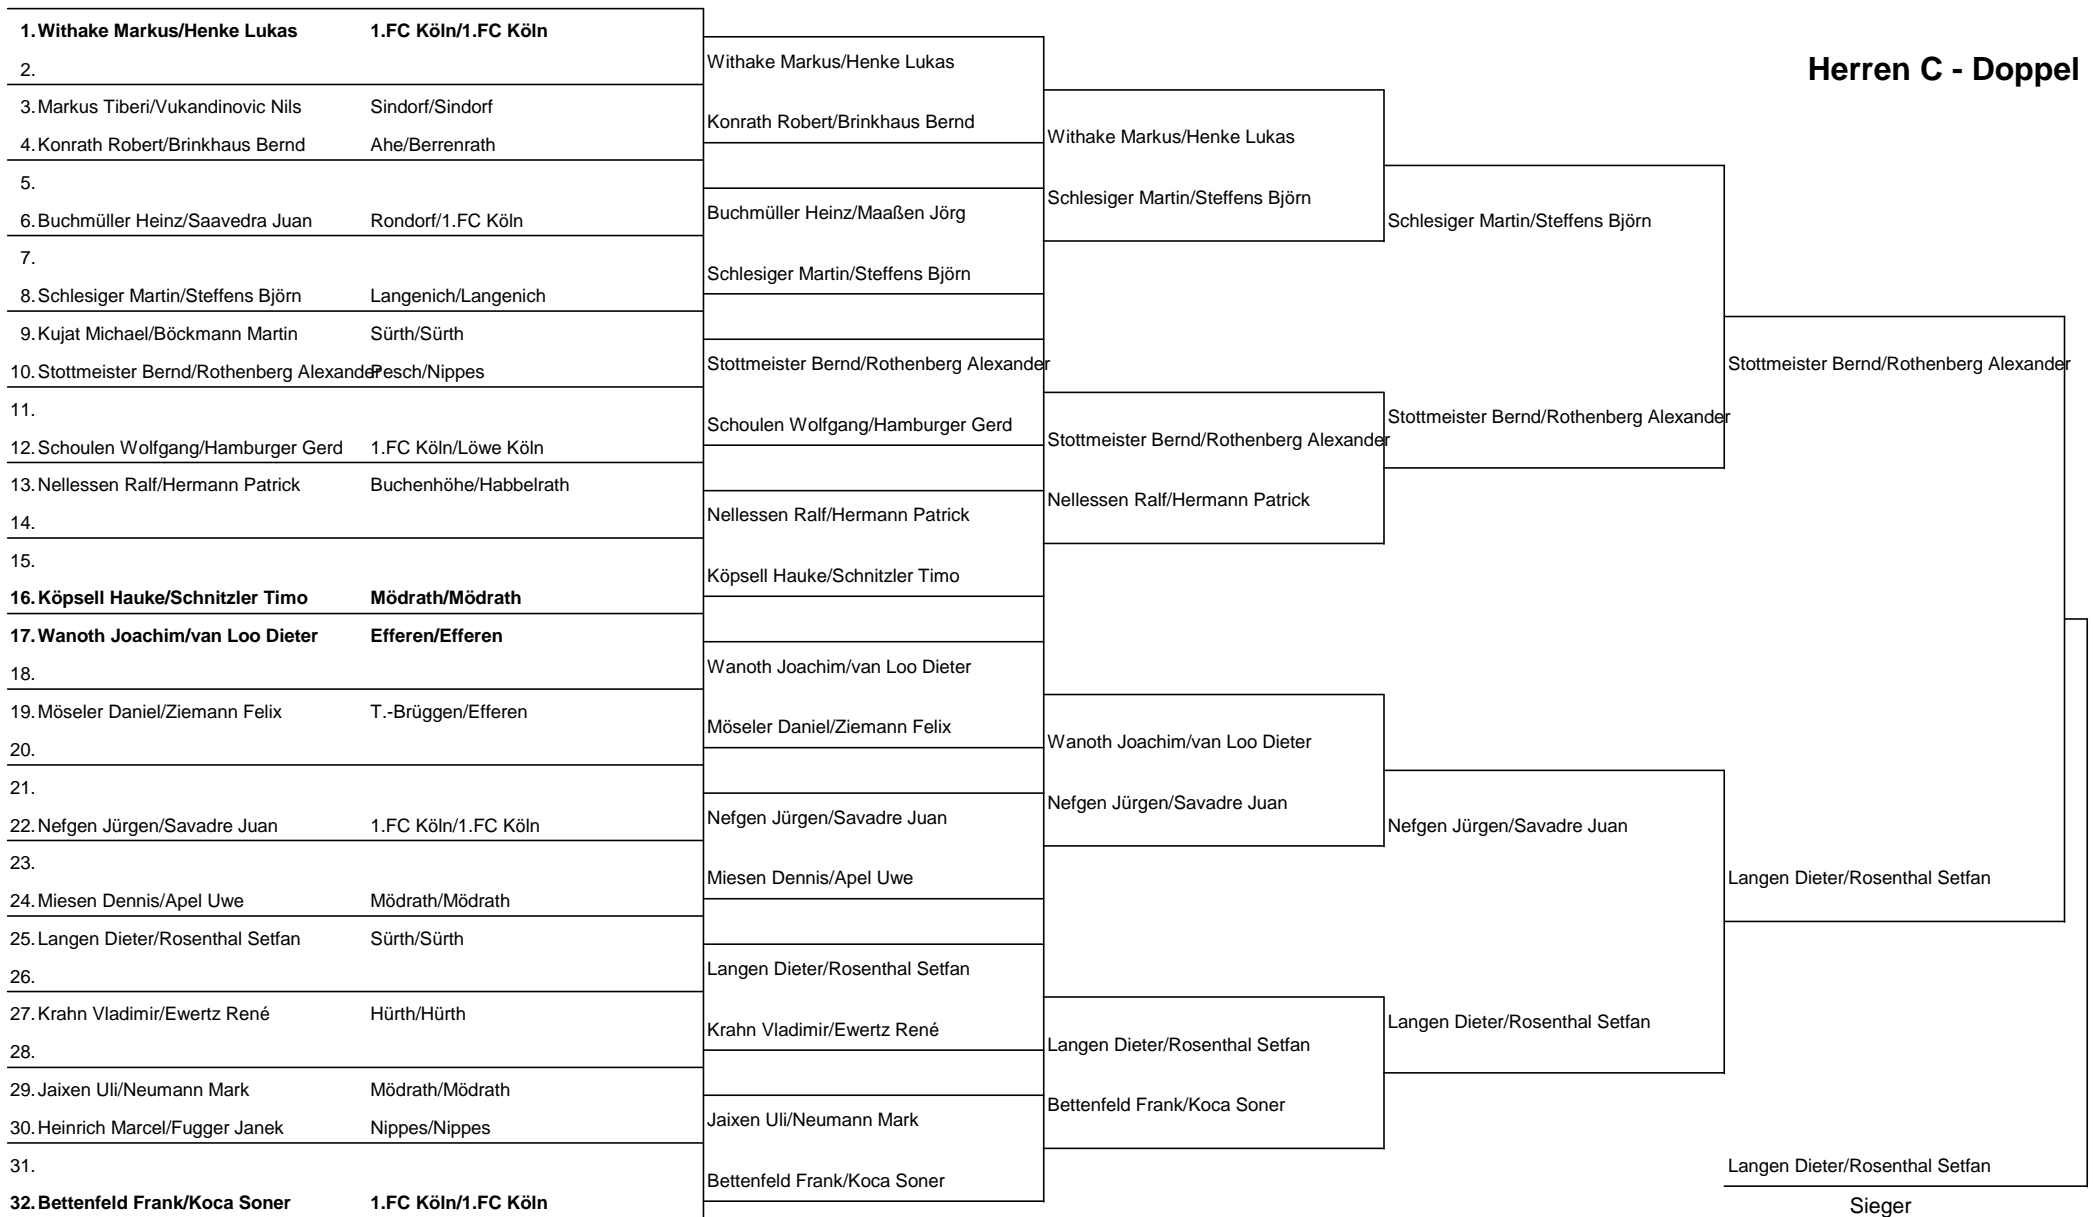 Herren C - Doppel
1. Withake Markus/Henke Lukas 1.FC Köln/1.FC Köln
2.
3. Markus Tiberi/Vukandinovic Nils Sindorf/Sindorf
4. Konrath Robert/Brinkhaus Bernd Ahe/Berrenrath
5.
6. Buchmüller Heinz/Saavedra Juan Rondorf/1.FC Köln
7.
8. Schlesiger Martin/Steffens Björn Langenich/Langenich
9. Kujat Michael/Böckmann Martin Sürth/Sürth
10. Stottmeister Bernd/Rothenberg Alexander Pesch/Nippes
11.
12. Schoulen Wolfgang/Hamburger Gerd 1.FC Köln/Löwe Köln
13. Nellessen Ralf/Hermann Patrick Buchenhöhe/Habbelrath
14.
15.
16. Köpsell Hauke/Schnitzler Timo Mödrath/Mödrath
17. Wanoth Joachim/van Loo Dieter Efferen/Efferen
18.
19. Möseler Daniel/Ziemann Felix T.-Brüggen/Efferen
20.
21.
22. Nefgen Jürgen/Savadre Juan 1.FC Köln/1.FC Köln
23.
24. Miesen Dennis/Apel Uwe Mödrath/Mödrath
25. Langen Dieter/Rosenthal Setfan Sürth/Sürth
26.
27. Krahn Vladimir/Ewertz René Hürth/Hürth
28.
29. Jaixen Uli/Neumann Mark Mödrath/Mödrath
30. Heinrich Marcel/Fugger Janek Nippes/Nippes
31.
32. Bettenfeld Frank/Koca Soner 1.FC Köln/1.FC Köln
Withake Markus/Henke Lukas
Konrath Robert/Brinkhaus Bernd
Buchmüller Heinz/Maaßen Jörg
Schlesiger Martin/Steffens Björn
Stottmeister Bernd/Rothenberg Alexander
Schoulen Wolfgang/Hamburger Gerd
Nellessen Ralf/Hermann Patrick
Köpsell Hauke/Schnitzler Timo
Wanoth Joachim/van Loo Dieter
Möseler Daniel/Ziemann Felix
Nefgen Jürgen/Savadre Juan
Miesen Dennis/Apel Uwe
Langen Dieter/Rosenthal Setfan
Krahn Vladimir/Ewertz René
Jaixen Uli/Neumann Mark
Bettenfeld Frank/Koca Soner
Withake Markus/Henke Lukas
Schlesiger Martin/Steffens Björn
Stottmeister Bernd/Rothenberg Alexander
Nellessen Ralf/Hermann Patrick
Wanoth Joachim/van Loo Dieter
Nefgen Jürgen/Savadre Juan
Langen Dieter/Rosenthal Setfan
Bettenfeld Frank/Koca Soner
Schlesiger Martin/Steffens Björn
Stottmeister Bernd/Rothenberg Alexander
Nefgen Jürgen/Savadre Juan
Langen Dieter/Rosenthal Setfan
Stottmeister Bernd/Rothenberg Alexander
Langen Dieter/Rosenthal Setfan
Langen Dieter/Rosenthal Setfan
Sieger